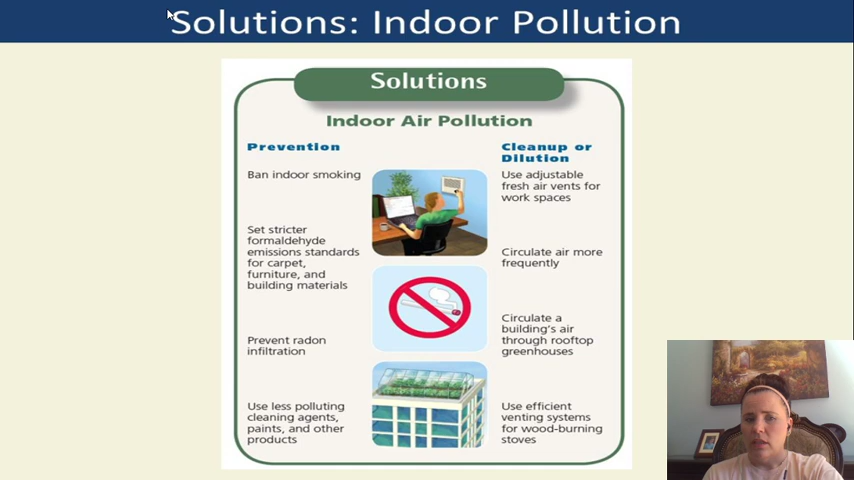 Solutions: Indoor Pollution
Solutions
Indoor Air Pollution
Prevention
Ban indoor smoking
Set stricter
formaldehyde
emissions standards
for carpet,
furniture, and
building materials
Prevent radon
infiltration
Use less polluting
cleaning agents,
paints, and other
products
Cleanup or
Dilution
Use adjustable
fresh air vents for
work spaces
Circulate air more
frequently
Circulate a
building's air
through rooftop
greenhouses
Use efficient
venting systems
for wood-burning
stoves